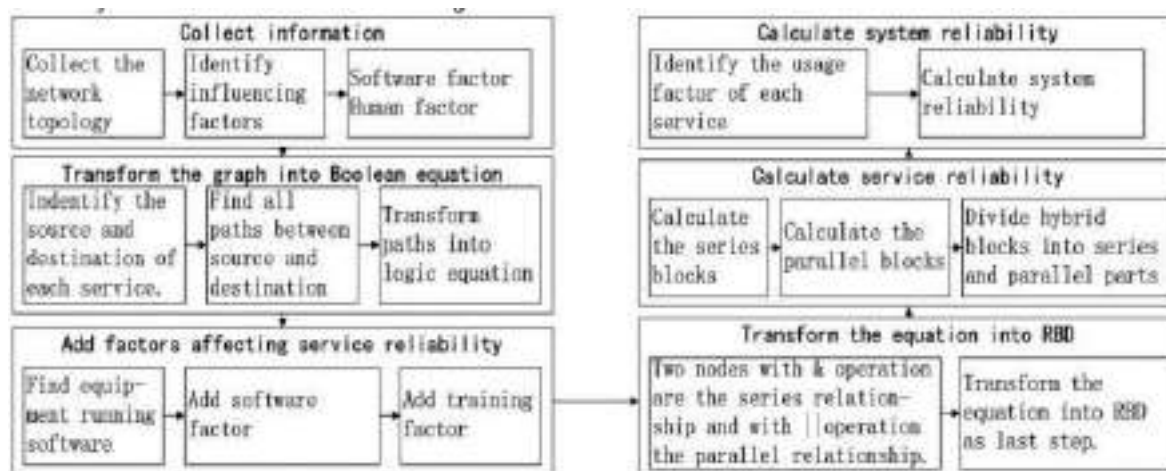 Collect information
Collect the
network
topology
Identify
influencing
factors
Software factor
Human factor
Transform the graph into Boolean equation
Indentify the
source and
destination of
each service.
Find all
paths between
source and
destination
Transform
paths into
logic equation
Add factors affecting service reliability
Find equip-
ment running
software
Add software
factor
Add training
factor
Transform the equation into RBD
Two nodes with & operation
are the series relation-
ship and with ||operation
the parallel relationship.
Transform the
equation into RBD
as last step.
Calculate service reliability
Calculate
the series
blocks
Calculate the
parallel blocks
Divide hybrid
blocks into series
and parallel parts
Calculate system reliability
Identify the usage
factor of each
service
Calculate system
reliability